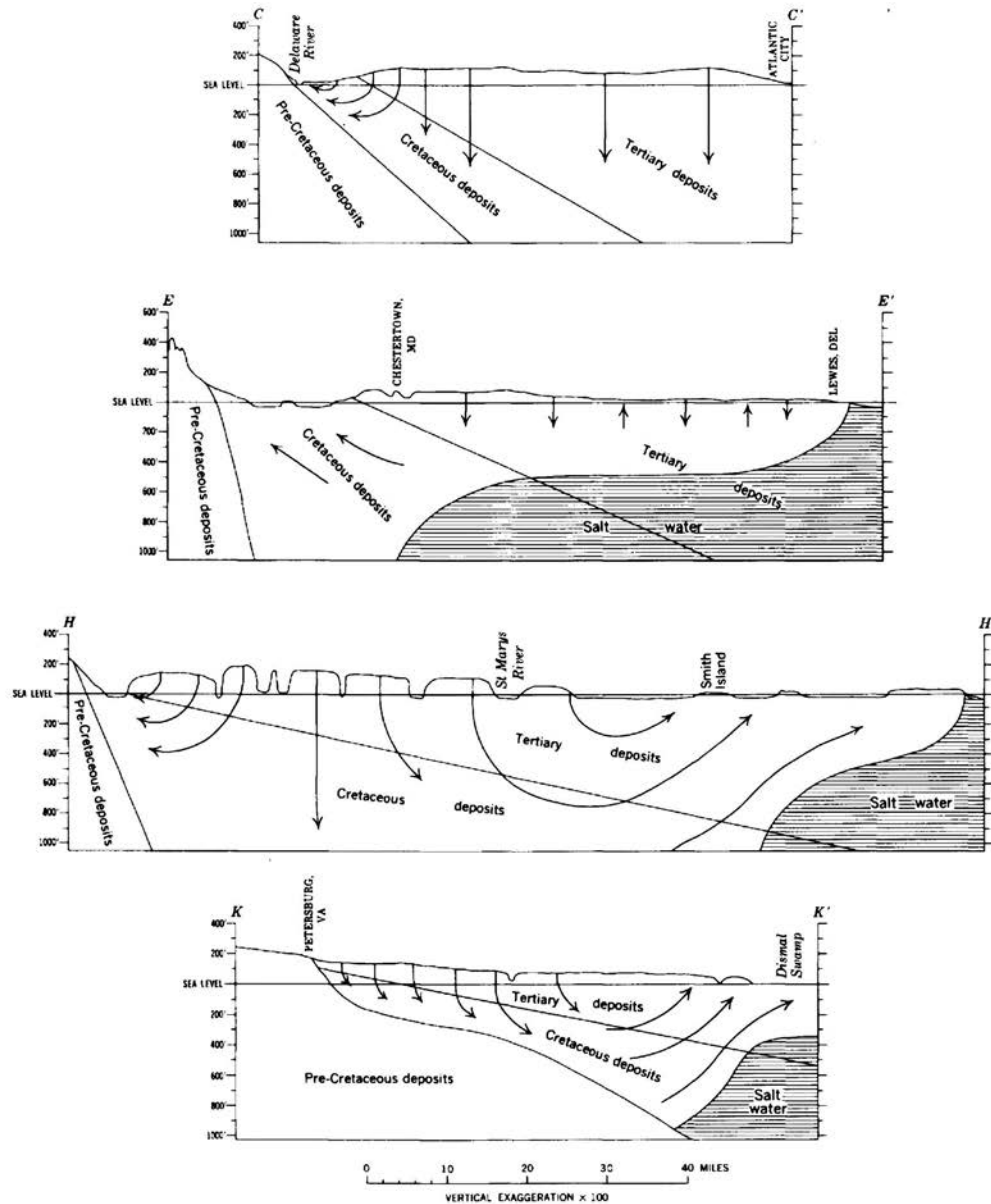 C C'
Delaware River
ATLANTIC CITY
400'
200'
SEA LEVEL
200'
400'
600'
800'
1000'
Pre-Cretaceous deposits
Cretaceous deposits
Tertiary deposits
E E'
CHESTERTOWN, MD
LEWES, DEL
600'
400'
200'
SEA LEVEL
200'
400'
600'
800'
1000'
Pre-Cretaceous deposits
Cretaceous deposits
Tertiary deposits
Salt water
H H
St Marys River
Smith Island
400'
200'
SEA LEVEL
200'
400'
600'
800'
1000'
Pre-Cretaceous deposits
Tertiary deposits
Cretaceous deposits
Salt water
K K'
PETERSBURG, VA
Dismal Swamp
400'
200'
SEA LEVEL
200'
400'
600'
800'
1000'
Tertiary deposits
Cretaceous deposits
Pre-Cretaceous deposits
Salt water
0 10 20 30 40 MILES
VERTICAL EXAGGERATION × 100